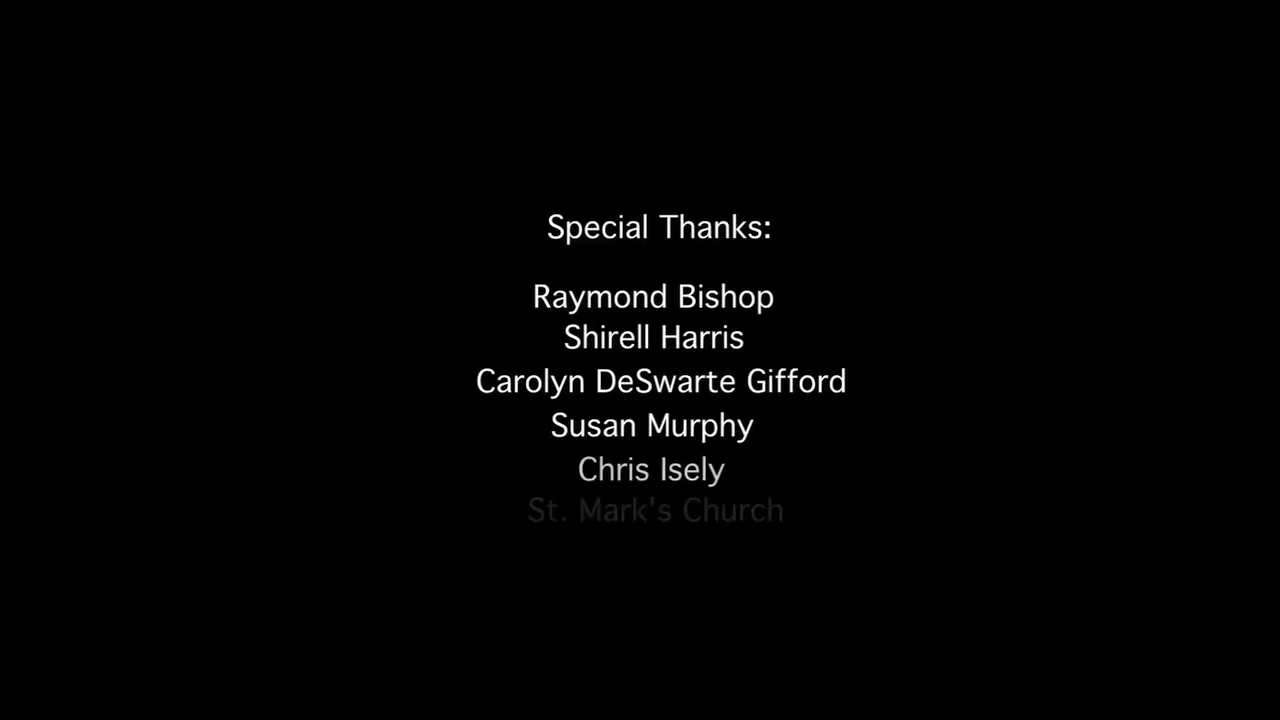 Special Thanks:
Raymond Bishop
Shirell Harris
Carolyn DeSwarte Gifford
Susan Murphy
Chris Isely
St. Mark's Church